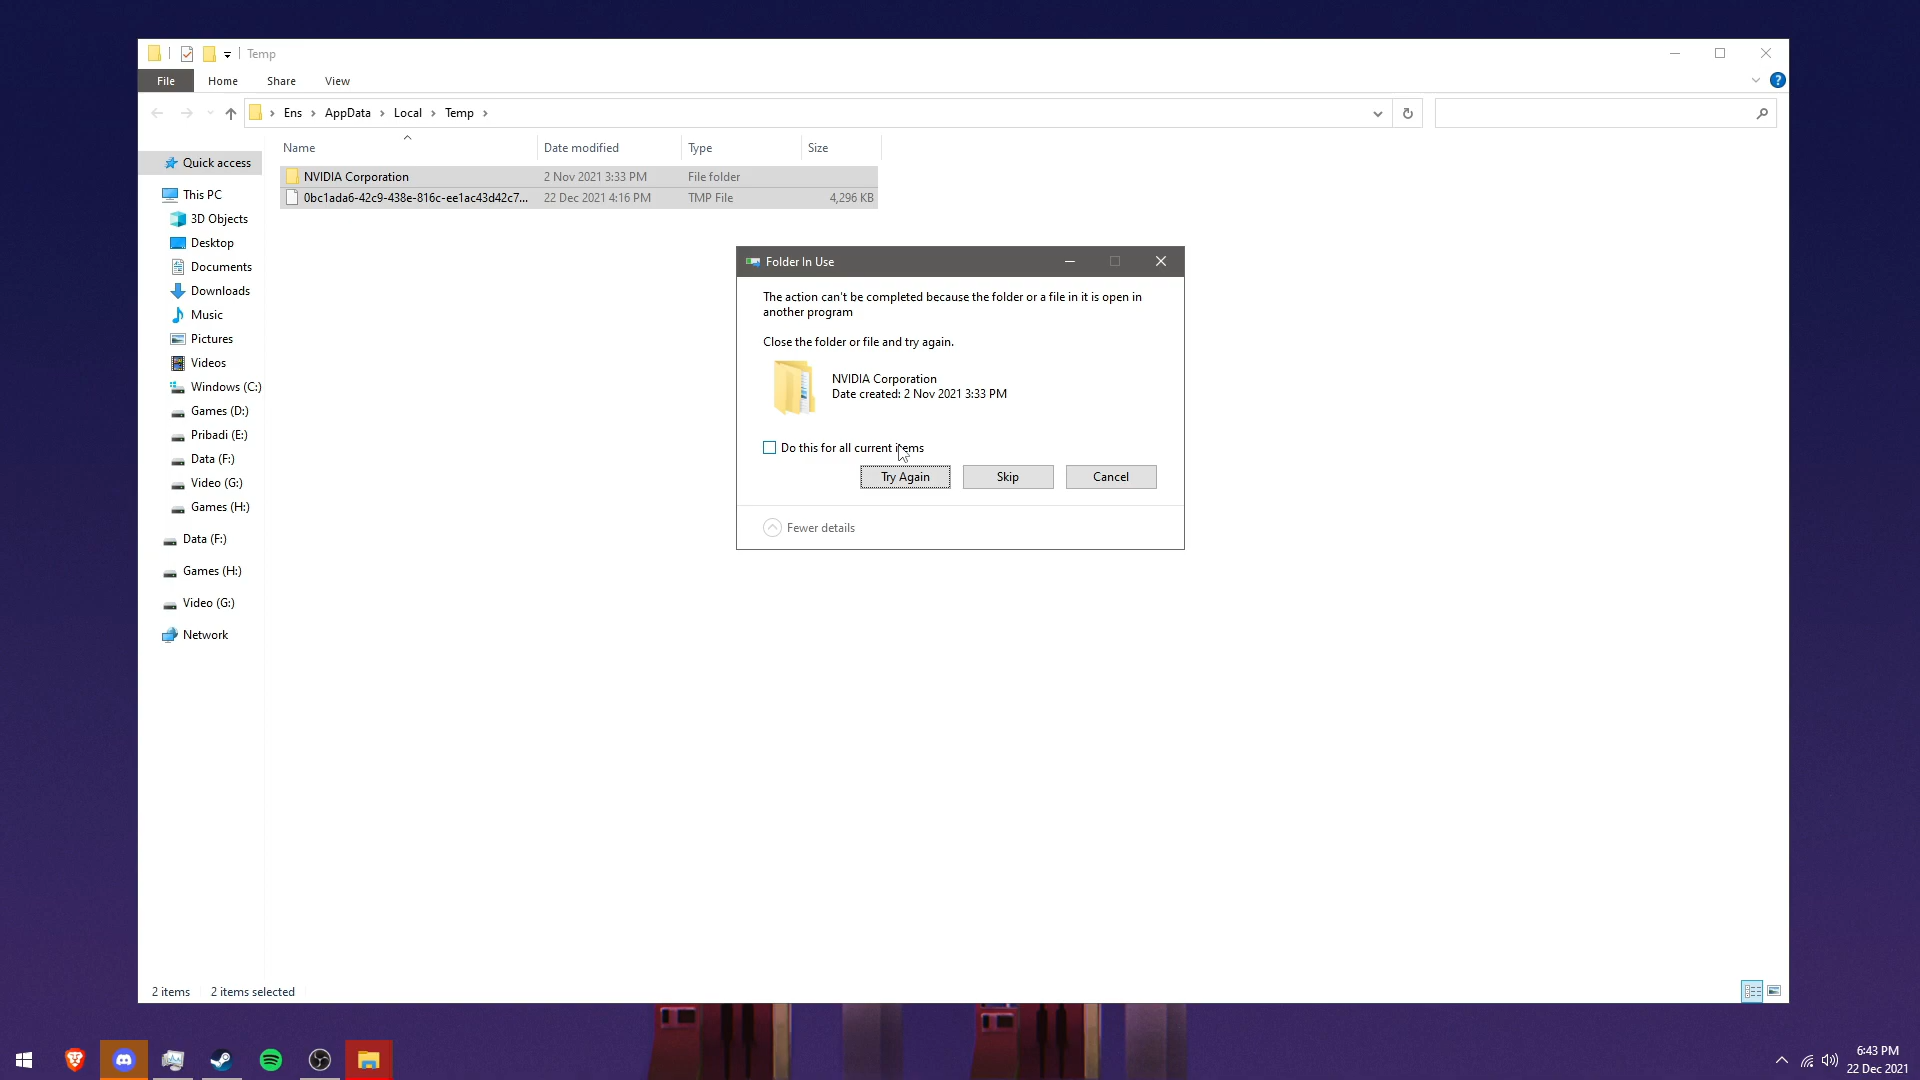 Temp
File Home Share View
Ens AppData Local Temp
Name Date modified Type Size
NVIDIA Corporation 2 Nov 2021 3:33 PM File folder
0bc1ada6-42c9-438e-816c-ee1ac43d42c7... 22 Dec 2021 4:16 PM TMP File 4,296 KB
Quick access
This PC
3D Objects
Desktop
Documents
Downloads
Music
Pictures
Videos
Windows (C:)
Games (D:)
Pribadi (E:)
Data (F:)
Video (G:)
Games (H:)
Data (F:)
Games (H:)
Video (G:)
Network
Folder In Use
The action can't be completed because the folder or a file in it is open in
another program
Close the folder or file and try again.
NVIDIA Corporation
Date created: 2 Nov 2021 3:33 PM
Do this for all current items
Try Again Skip Cancel
Fewer details
2 items 2 items selected
6:43 PM
22 Dec 2021